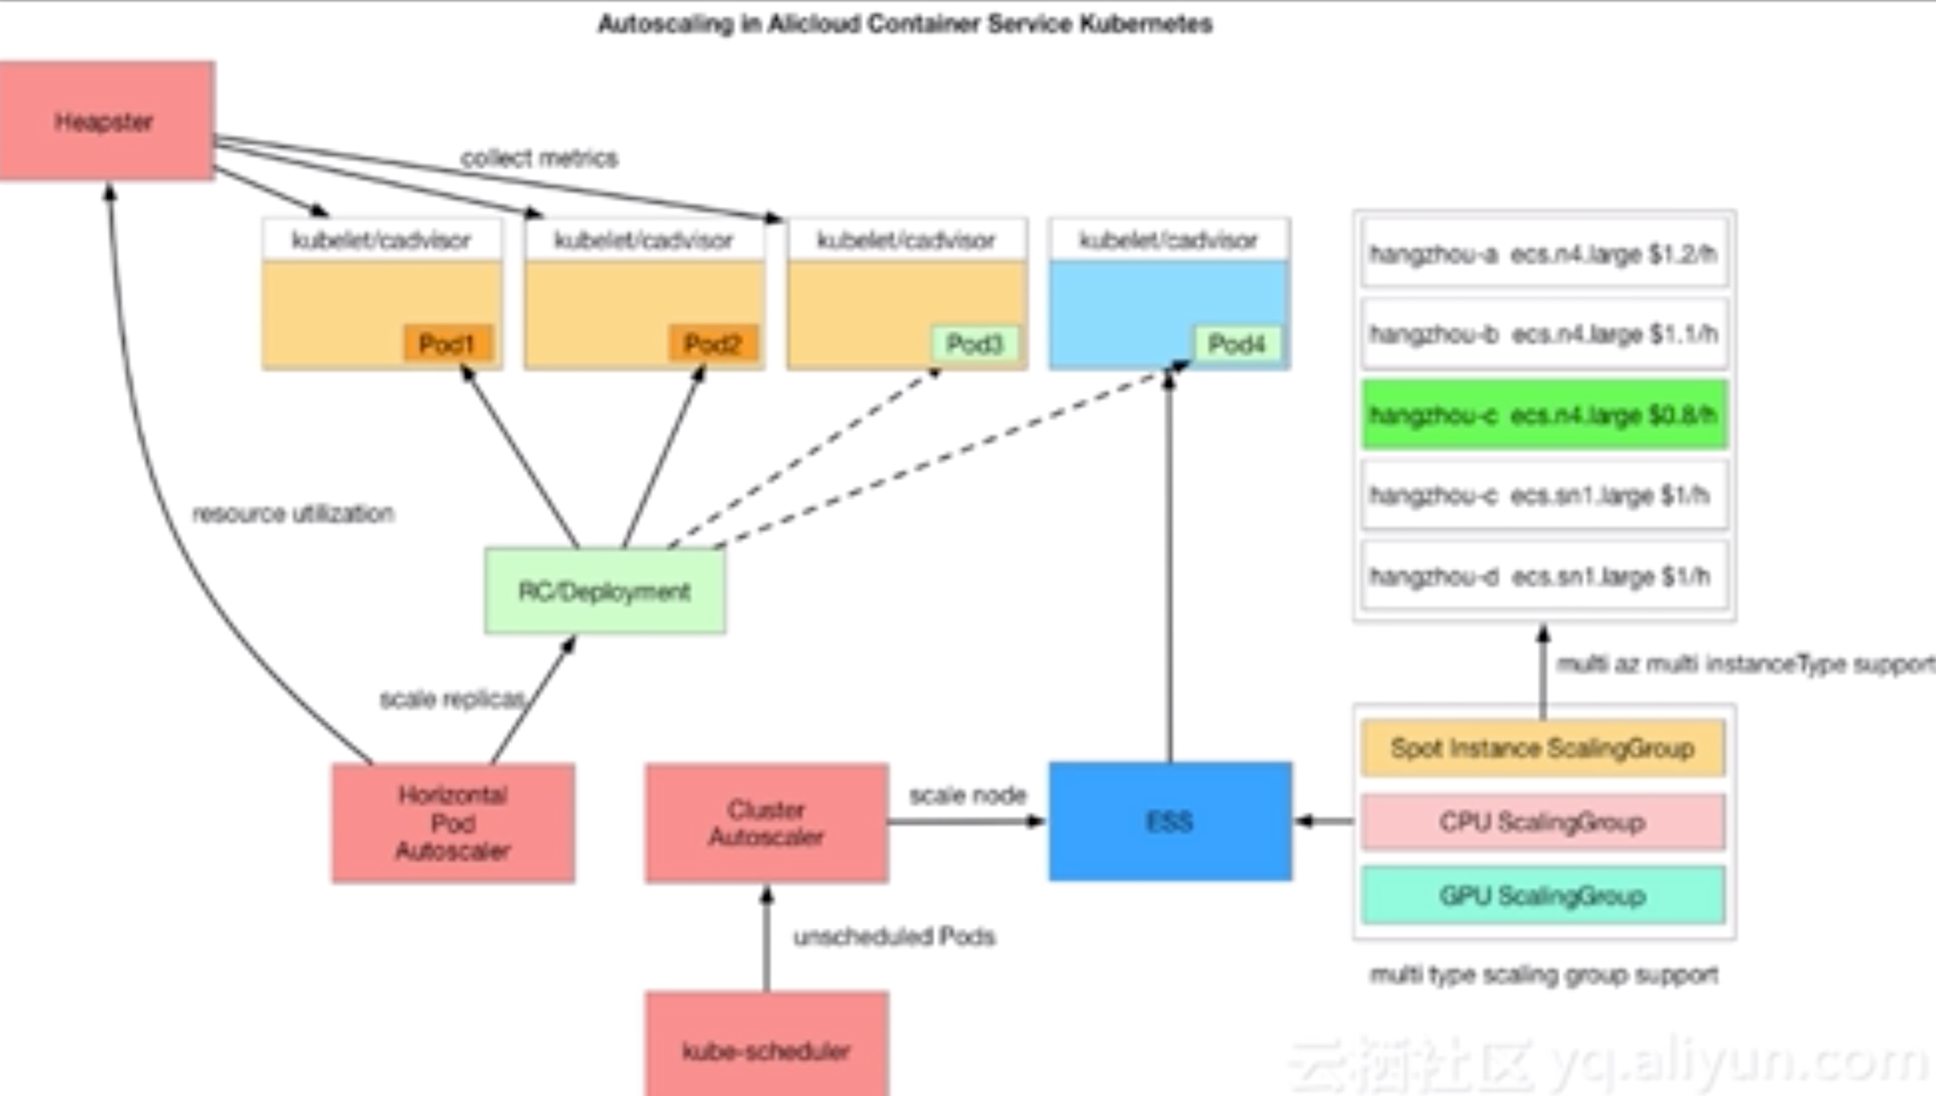 Autoscaling in Alicloud Container Service Kubernetes
Heapster
collect metrics
kubelet/cadvisor
kubelet/cadvisor
kubelet/cadvisor
kubelet/cadvisor
Pod1
Pod2
Pod3
Pod4
hangzhou-a ecs.n4.large $1.2/h
hangzhou-b ecs.n4.large $1.1/h
hangzhou-c ecs.n4.large $0.8/h
hangzhou-c ecs.sn1.large $1/h
hangzhou-d ecs.sn1.large $1/h
resource utilization
RC/Deployment
multi az multi instanceType support
scale replicas
Horizontal
Pod
Autoscaler
Cluster
Autoscaler
scale node
ESS
Spot Instance ScalingGroup
CPU ScalingGroup
GPU ScalingGroup
unscheduled Pods
multi type scaling group support
kube-scheduler
云栖社区 yq.aliyun.com